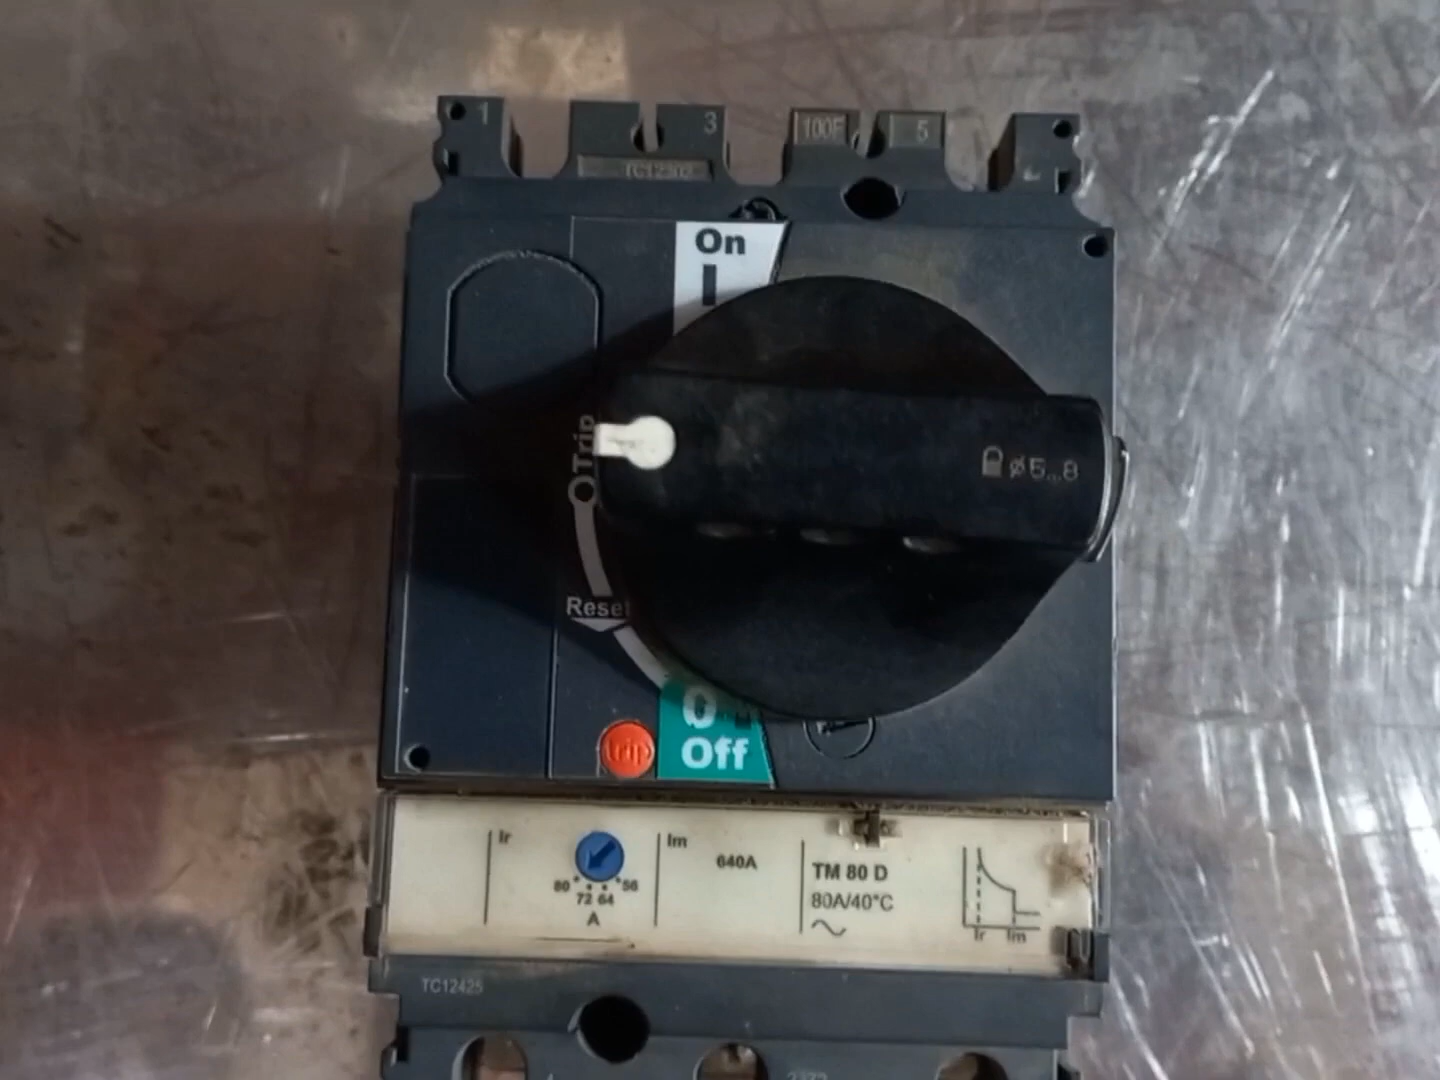 1
3
100F
5
TC12302
On
I
Trip
ø5...8
Reset
trip
0
Off
Ir
80
72 64
56
A
Im
640A
TM 80 D
80A/40°C
Ir Im
TC12425